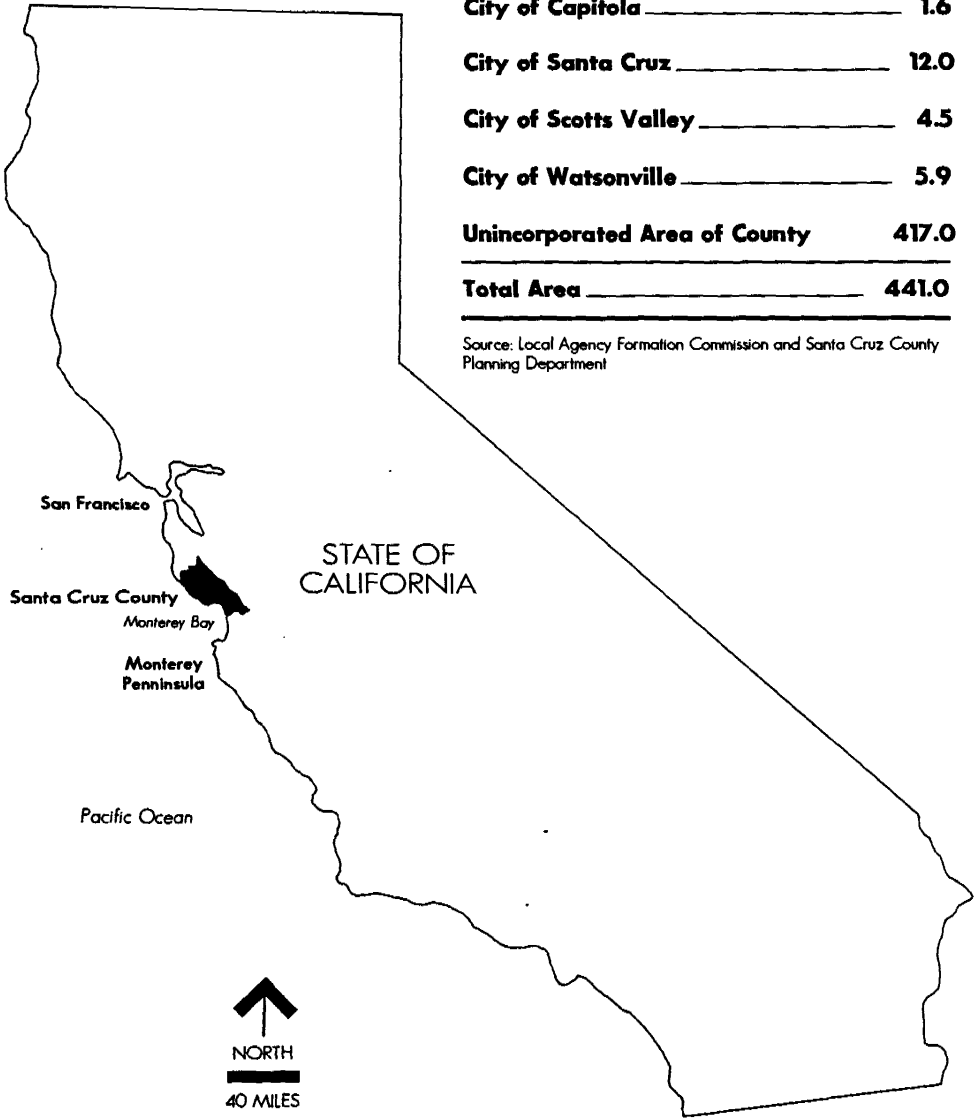 City of Capitola 1.6
City of Santa Cruz 12.0
City of Scotts Valley 4.5
City of Watsonville 5.9
Unincorporated Area of County 417.0
Total Area 441.0
Source: Local Agency Formation Commission and Santa Cruz County
Planning Department
San Francisco
STATE OF
CALIFORNIA
Santa Cruz County
Monterey Bay
Monterey
Penninsula
Pacific Ocean
NORTH
40 MILES